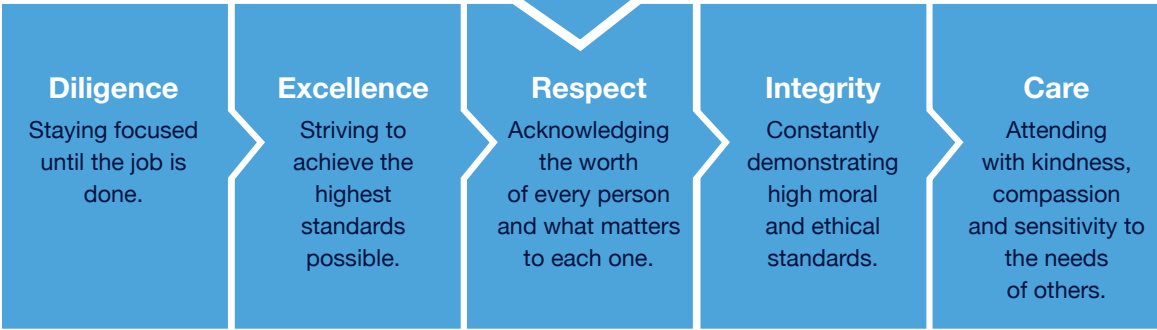 Diligence
Staying focused
until the job is
done.
Excellence
Striving to
achieve the
highest
standards
possible.
Respect
Acknowledging
the worth
of every person
and what matters
to each one.
Integrity
Constantly
demonstrating
high moral
and ethical
standards.
Care
Attending
with kindness,
compassion
and sensitivity to
the needs
of others.